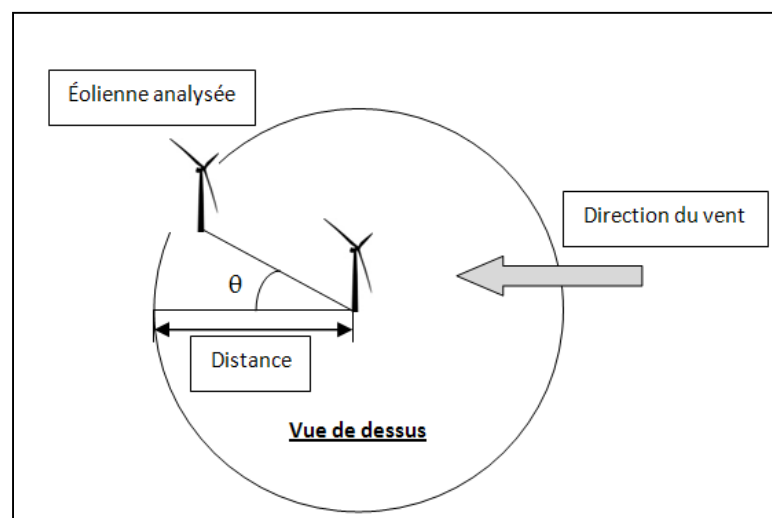 Éolienne analysée
Direction du vent
θ
Distance
Vue de dessus